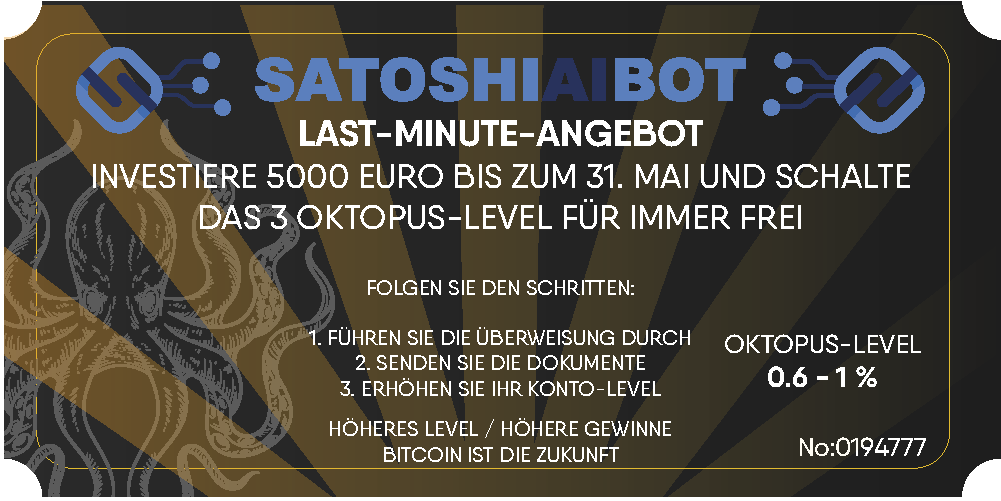 SATOSHIAIBOT
LAST-MINUTE-ANGEBOT
INVESTIERE 5000 EURO BIS ZUM 31. MAI UND SCHALTE
DAS 3 OKTOPUS-LEVEL FÜR IMMER FREI
FOLGEN SIE DEN SCHRITTEN:
1. FÜHREN SIE DIE ÜBERWEISUNG DURCH
2. SENDEN SIE DIE DOKUMENTE
3. ERHÖHEN SIE IHR KONTO-LEVEL
HÖHERES LEVEL / HÖHERE GEWINNE
BITCOIN IST DIE ZUKUNFT
OKTOPUS-LEVEL
0.6 - 1 %
No:0194777